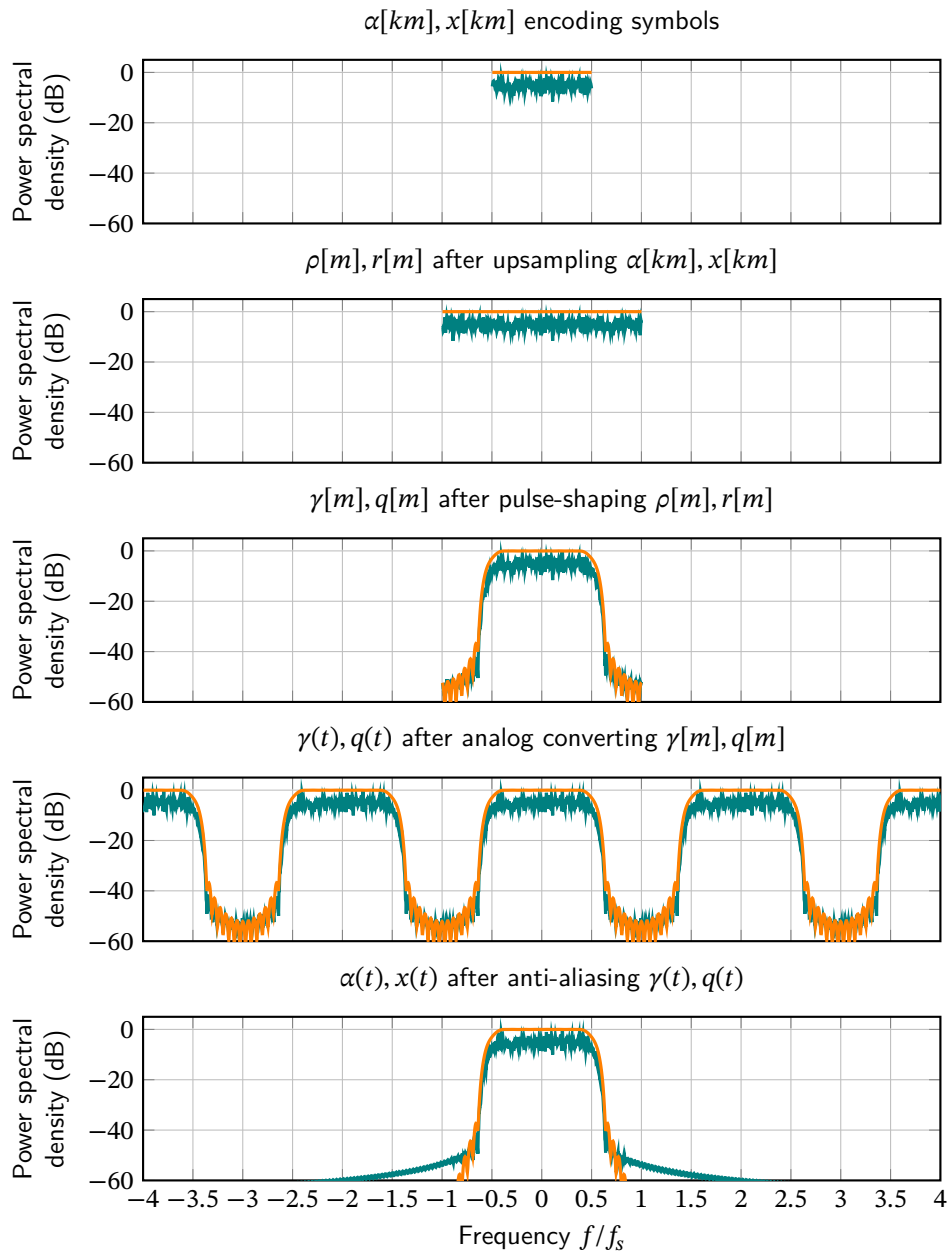 α[km], x[km] encoding symbols
Power spectral
density (dB)
0
−20
−40
−60
ρ[m], r[m] after upsampling α[km], x[km]
Power spectral
density (dB)
0
−20
−40
−60
γ[m], q[m] after pulse-shaping ρ[m], r[m]
Power spectral
density (dB)
0
−20
−40
−60
γ(t), q(t) after analog converting γ[m], q[m]
Power spectral
density (dB)
0
−20
−40
−60
α(t), x(t) after anti-aliasing γ(t), q(t)
Power spectral
density (dB)
0
−20
−40
−60
−4 −3.5 −3 −2.5 −2 −1.5 −1 −0.5 0 0.5 1 1.5 2 2.5 3 3.5 4
Frequency f/fs